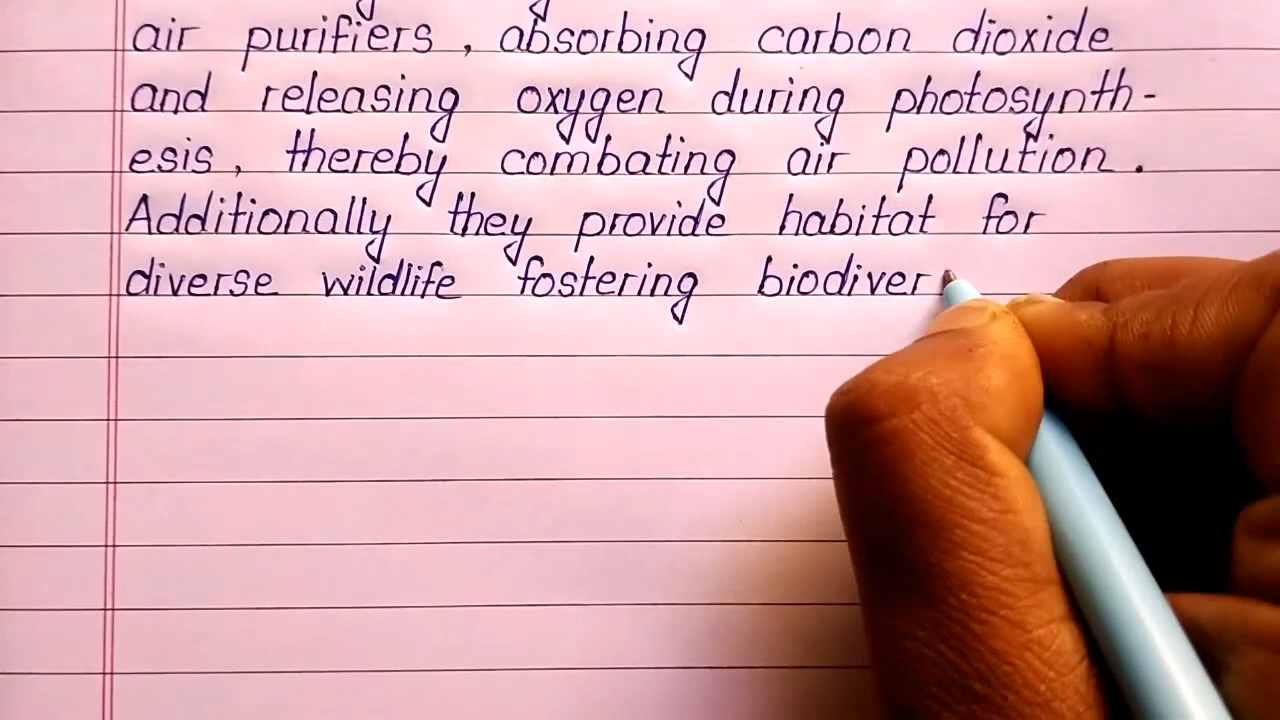 air purifiers, absorbing carbon dioxide
and releasing oxygen during photosynth-
esis, thereby combating air pollution.
Additionally they provide habitat for
diverse wildlife fostering biodiver